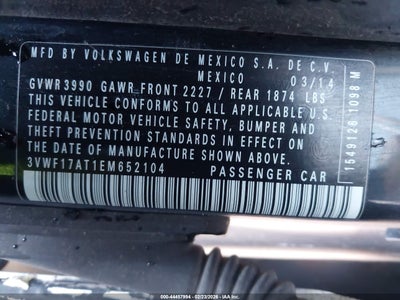 MFD BY VOLKSWAGEN DE MEXICO S.A. DE C.V.
MEXICO 03/14
GVWR 3990 GAWR FRONT 2227 / REAR 1874 LBS
THIS VEHICLE CONFORMS TO ALL APPLICABLE U.S.
FEDERAL MOTOR VEHICLE SAFETY, BUMPER AND
THEFT PREVENTION STANDARDS IN EFFECT ON
THE DATE OF MANUFACTURE SHOWN ABOVE.
3VWF17AT1EM652104 PASSENGER CAR
1549126 1098 M
000-44457994 - 02/23/2026 - IAA Inc.